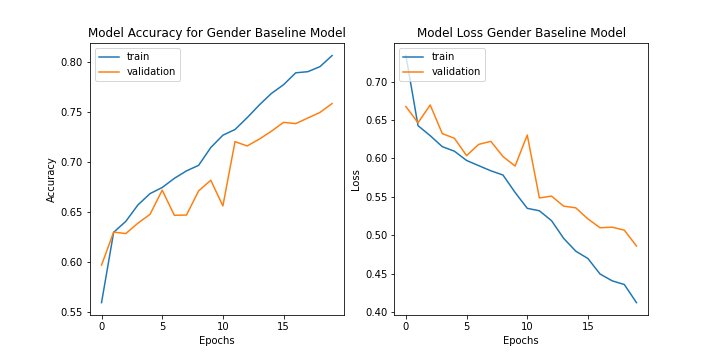 Model Accuracy for Gender Baseline Model
train
validation
0.80
0.75
0.70
0.65
0.60
0.55
Accuracy
0 5 10 15
Epochs
Model Loss Gender Baseline Model
train
validation
0.70
0.65
0.60
0.55
0.50
0.45
0.40
Loss
0 5 10 15
Epochs